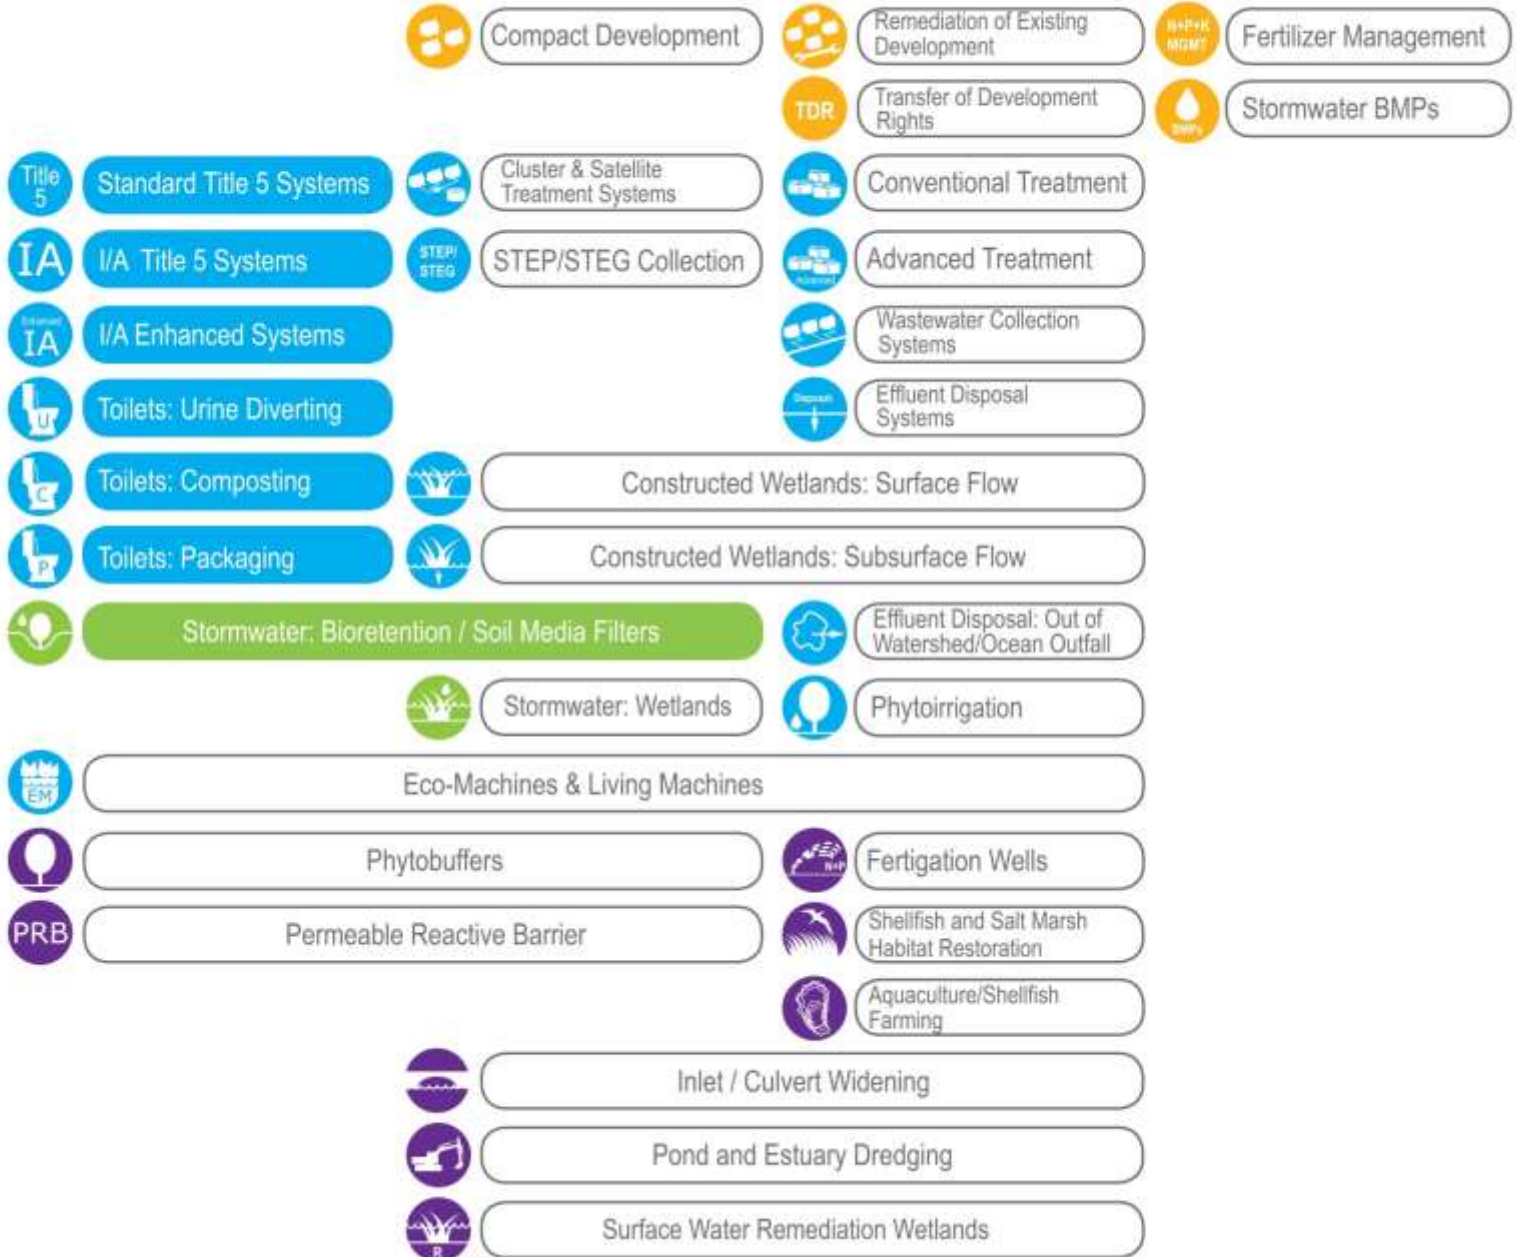 Compact Development
Remediation of Existing
Development
N+P+K
MGMT
Fertilizer Management
TDR
Transfer of Development
Rights
BMPs
Stormwater BMPs
Title
5
Standard Title 5 Systems
Cluster & Satellite
Treatment Systems
Conventional Treatment
IA
I/A Title 5 Systems
STEP/
STEG
STEP/STEG Collection
Advanced
Advanced Treatment
Enhanced
IA
I/A Enhanced Systems
Wastewater Collection
Systems
U
Toilets: Urine Diverting
Disposal
Effluent Disposal
Systems
C
Toilets: Composting
Constructed Wetlands: Surface Flow
P
Toilets: Packaging
Constructed Wetlands: Subsurface Flow
Stormwater: Bioretention / Soil Media Filters
Effluent Disposal: Out of
Watershed/Ocean Outfall
Stormwater: Wetlands
Phytoirrigation
EM
Eco-Machines & Living Machines
Phytobuffers
N+P
Fertigation Wells
PRB
Permeable Reactive Barrier
Shellfish and Salt Marsh
Habitat Restoration
Aquaculture/Shellfish
Farming
Inlet / Culvert Widening
Pond and Estuary Dredging
R
Surface Water Remediation Wetlands